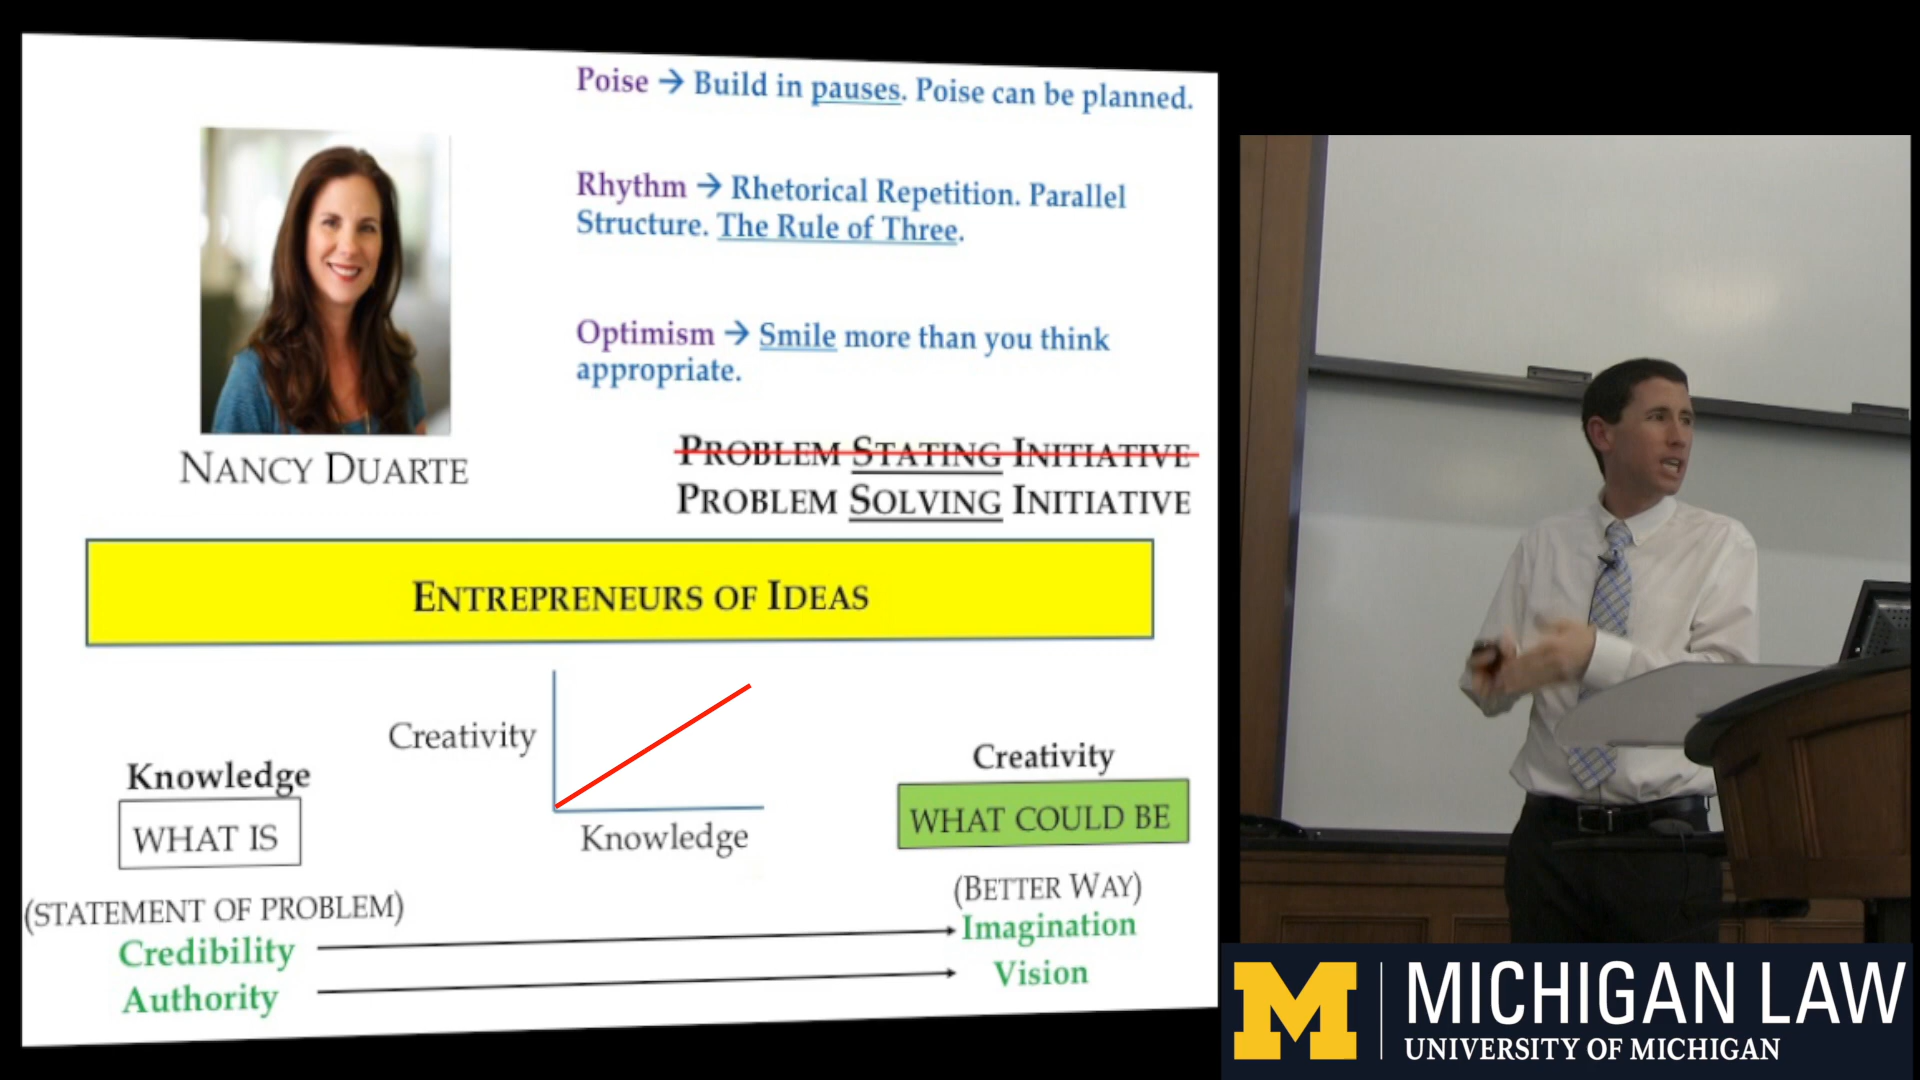 Poise → Build in pauses. Poise can be planned.
Rhythm → Rhetorical Repetition. Parallel
Structure. The Rule of Three.
Optimism → Smile more than you think
appropriate.
NANCY DUARTE
PROBLEM STATING INITIATIVE
PROBLEM SOLVING INITIATIVE
ENTREPRENEURS OF IDEAS
Creativity
Knowledge
Knowledge
WHAT IS
(STATEMENT OF PROBLEM)
Credibility
Authority
Creativity
WHAT COULD BE
(BETTER WAY)
Imagination
Vision
M
MICHIGAN LAW
UNIVERSITY OF MICHIGAN